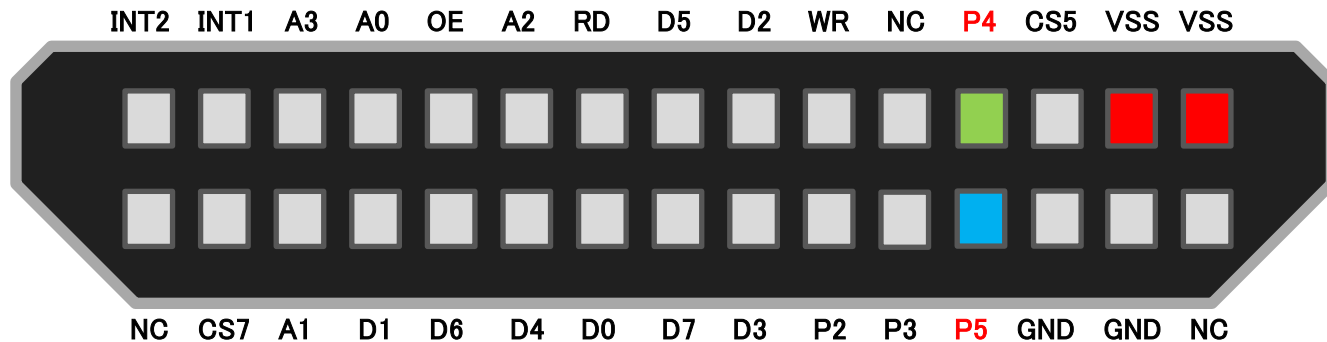 INT2 INT1 A3 A0 OE A2 RD D5 D2 WR NC P4 CS5 VSS VSS
NC CS7 A1 D1 D6 D4 D0 D7 D3 P2 P3 P5 GND GND NC